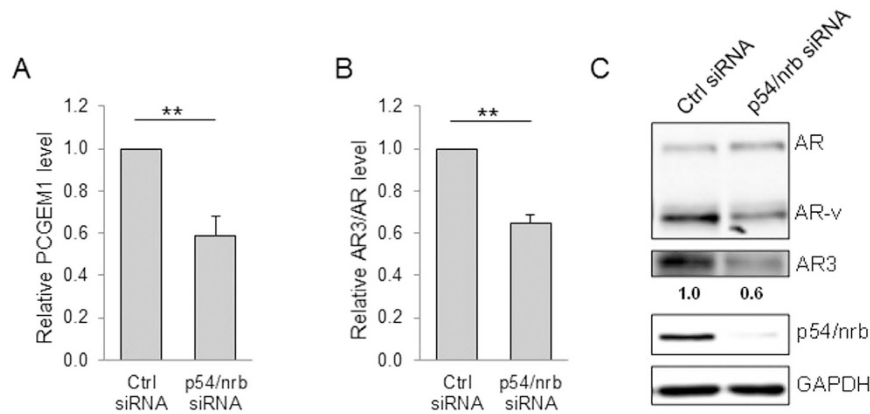 A
Relative PCGEM1 level
1.2
1.0
0.8
0.6
0.4
0.2
0.0
**
Ctrl
siRNA
p54/nrb
siRNA
B
Relative AR3/AR level
1.2
1.0
0.8
0.6
0.4
0.2
0.0
**
Ctrl
siRNA
p54/nrb
siRNA
C
Ctrl siRNA
p54/nrb siRNA
AR
AR-v
AR3
1.0 0.6
p54/nrb
GAPDH